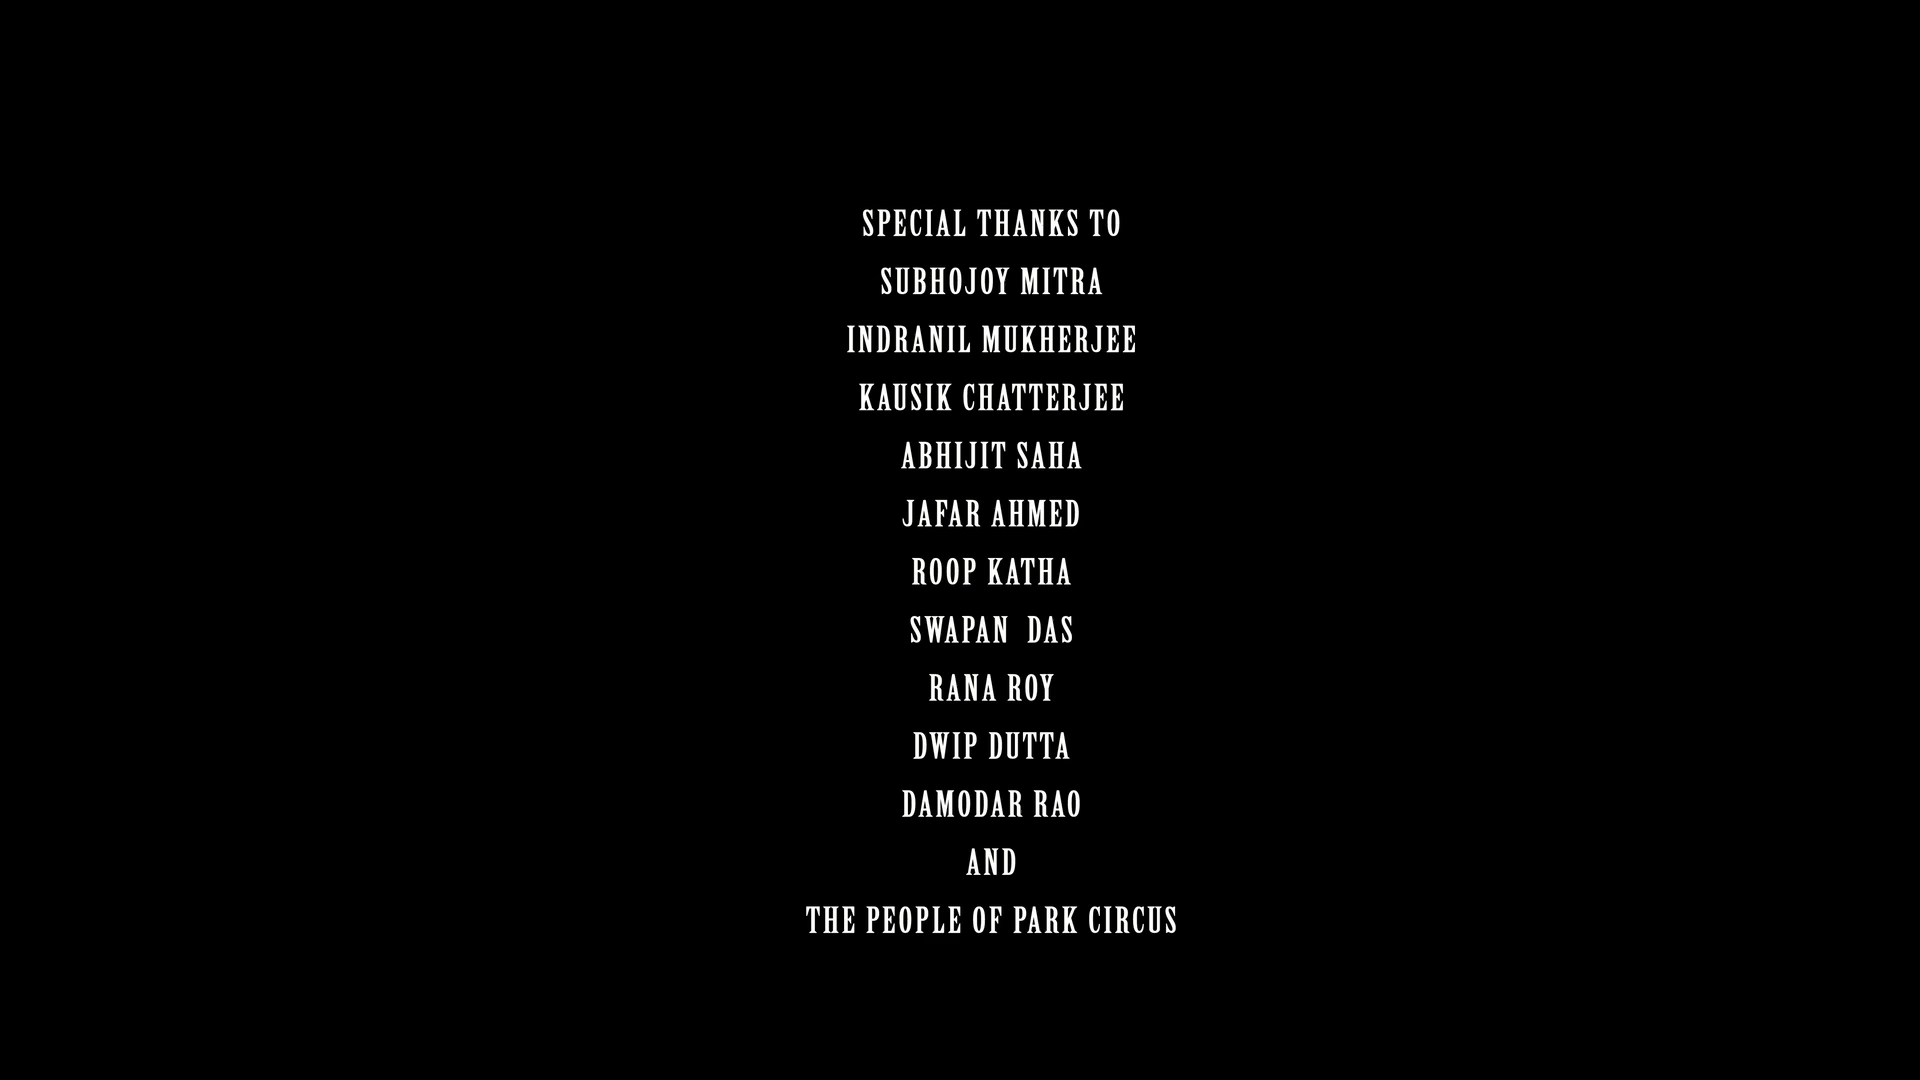 SPECIAL THANKS TO
SUBHOJOY MITRA
INDRANIL MUKHERJEE
KAUSIK CHATTERJEE
ABHIJIT SAHA
JAFAR AHMED
ROOP KATHA
SWAPAN  DAS
RANA ROY
DWIP DUTTA
DAMODAR RAO
AND
THE PEOPLE OF PARK CIRCUS